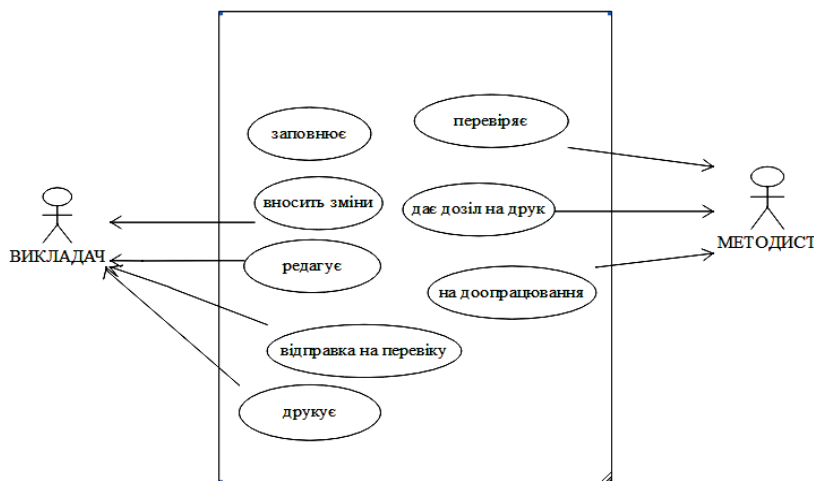 заповнює
перевіряє
вносить зміни
дає дозіл на друк
ВИКЛАДАЧ
МЕТОДИСТ
редагує
на доопрацювання
відправка на перевіку
друкує